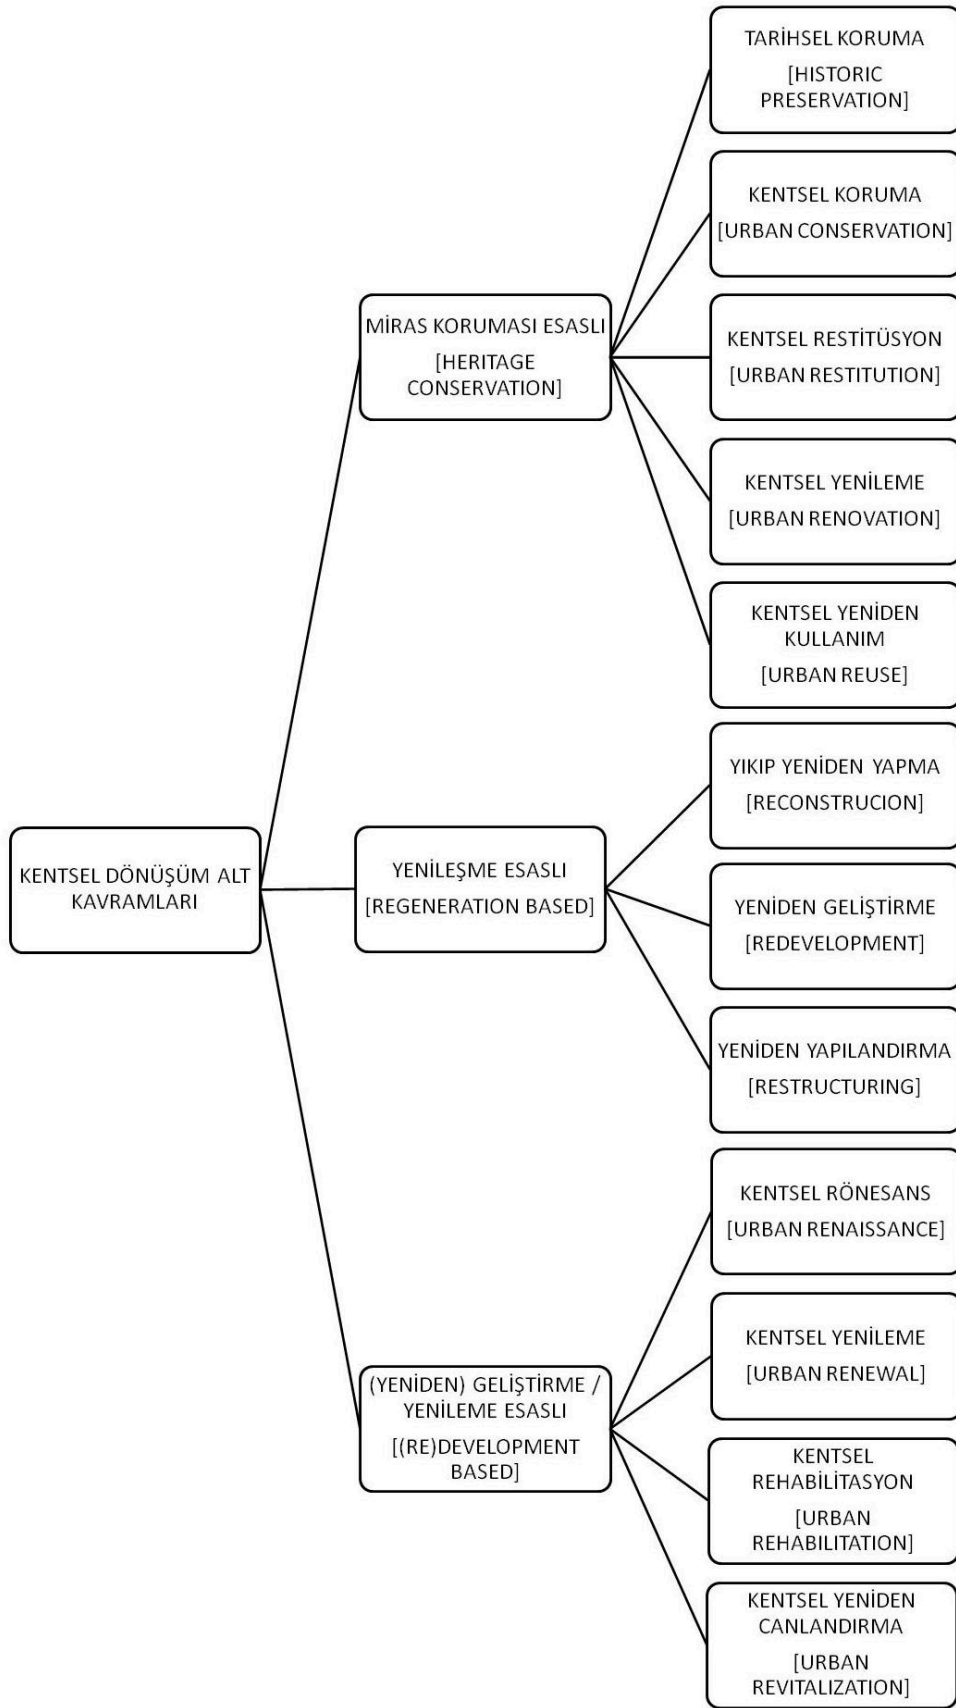 KENTSEL DÖNÜŞÜM ALT
KAVRAMLARI
MİRAS KORUMASI ESASLI
[HERITAGE
CONSERVATION]
TARİHSEL KORUMA
[HISTORIC
PRESERVATION]
KENTSEL KORUMA
[URBAN CONSERVATION]
KENTSEL RESTİTÜSYON
[URBAN RESTITUTION]
KENTSEL YENİLEME
[URBAN RENOVATION]
KENTSEL YENİDEN
KULLANIM
[URBAN REUSE]
YENİLEŞME ESASLI
[REGENERATION BASED]
YIKIP YENİDEN YAPMA
[RECONSTRUCION]
YENİDEN GELİŞTİRME
[REDEVELOPMENT]
YENİDEN YAPILANDIRMA
[RESTRUCTURING]
(YENİDEN) GELİŞTİRME /
YENİLEME ESASLI
[(RE)DEVELOPMENT
BASED]
KENTSEL RÖNESANS
[URBAN RENAISSANCE]
KENTSEL YENİLEME
[URBAN RENEWAL]
KENTSEL
REHABİLİTASYON
[URBAN
REHABILITATION]
KENTSEL YENİDEN
CANLANDIRMA
[URBAN
REVITALIZATION]